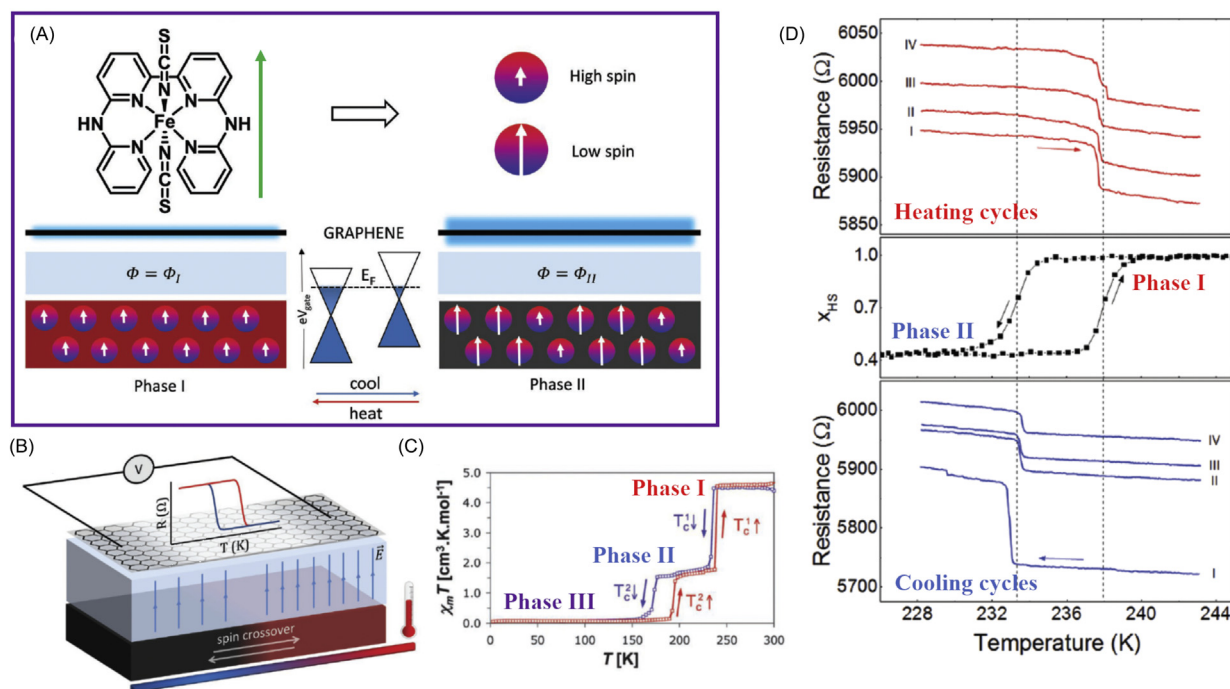 (A)
S
C
N
N
N
HN
Fe
NH
N
N
N
C
S
High spin
Low spin
GRAPHENE
Φ = Φ_I
eV_gate
E_F
Φ = Φ_II
Phase I
cool
heat
Phase II
(B)
V
R (Ω)
T (K)
E
spin crossover
(C)
χ_mT [cm³.K.mol⁻¹]
5.0
4.0
3.0
2.0
1.0
0.0
Phase I
T_c¹↓
T_c¹↑
Phase II
T_c²↓
T_c²↑
Phase III
0
50
100
150
200
250
300
T [K]
(D)
Resistance (Ω)
6050
6000
5950
5900
5850
IV
III
II
I
Heating cycles
x_HS
1.0
0.7
0.4
Phase I
Phase II
Resistance (Ω)
6000
5900
5800
5700
IV
III
II
I
Cooling cycles
228
232
236
240
244
Temperature (K)